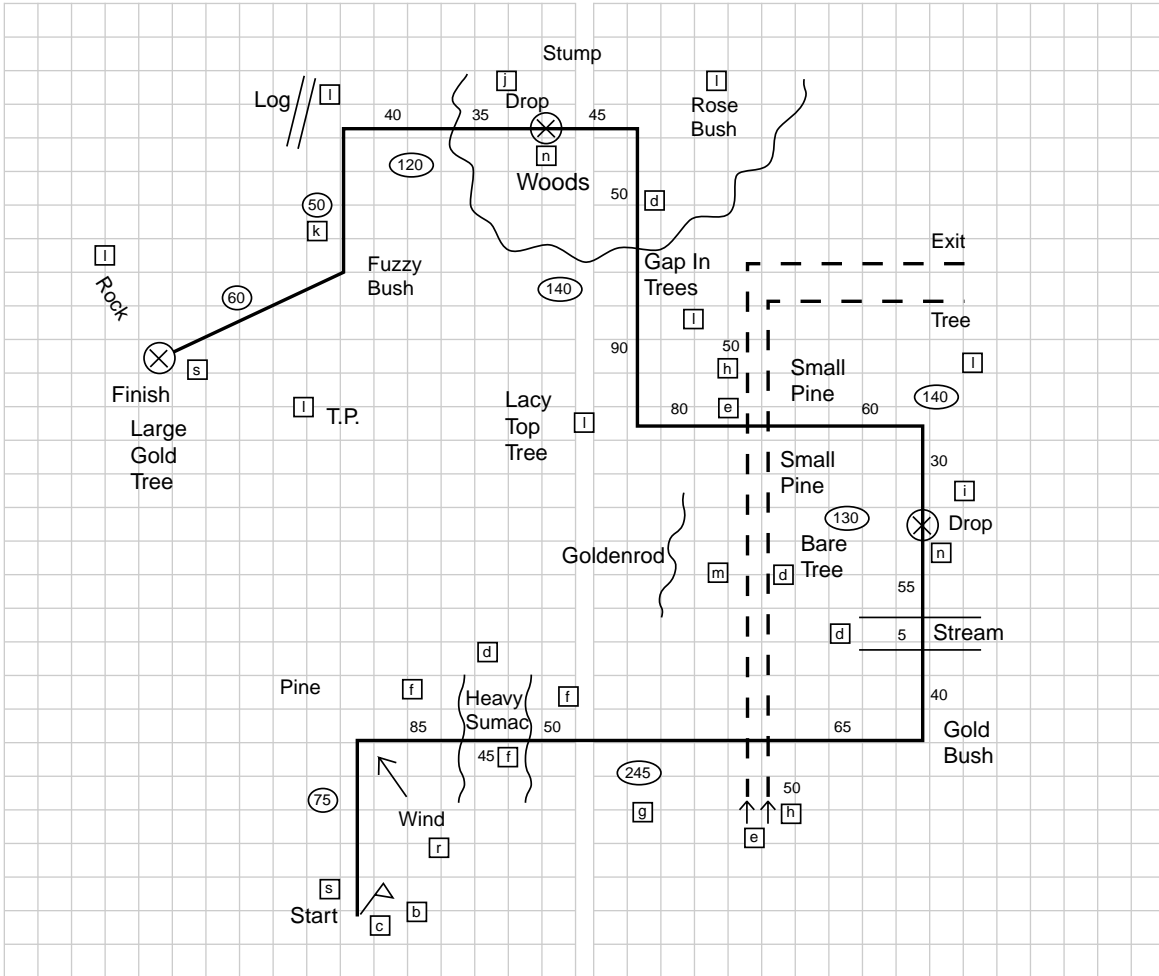 Stump
j
l
Log
l
Drop
Rose
Bush
40
35
45
n
120
Woods
50
d
50
k
Exit
l
Rock
Fuzzy
Bush
Gap In
Trees
60
140
l
Tree
90
50
h
s
Small
Pine
l
Finish
Large
Gold
Tree
l
T.P.
Lacy
Top
Tree
l
80
e
60
140
Small
Pine
30
i
130
Drop
Goldenrod
Bare
Tree
n
m
d
55
d
5
Stream
d
Pine
f
Heavy
Sumac
f
40
85
50
65
Gold
Bush
45
f
245
75
50
Wind
g
h
e
r
s
b
Start
c